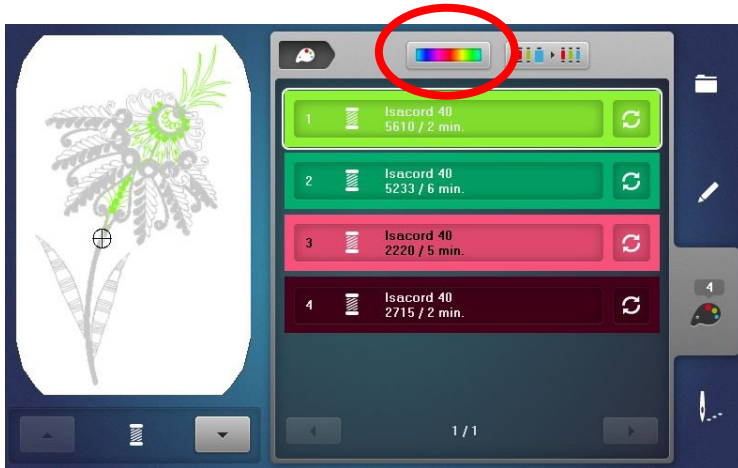 1
Isacord 40
5610 / 2 min.
2
Isacord 40
5233 / 6 min.
3
Isacord 40
2220 / 5 min.
4
Isacord 40
2715 / 2 min.
4
1 / 1